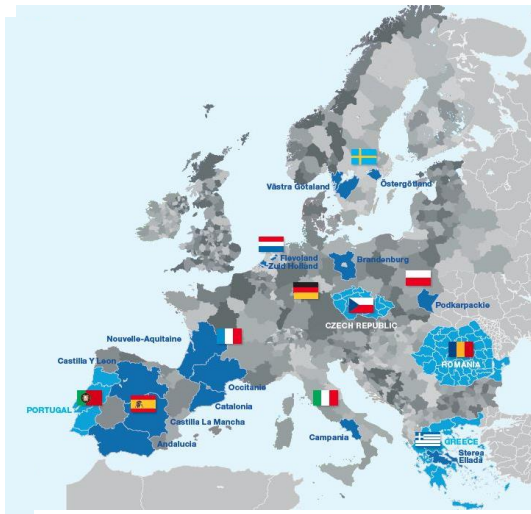 Västra Götaland
Östergötland
Flevoland
Zuid Holland
Brandenburg
Podkarpackie
CZECH REPUBLIC
Nouvelle-Aquitaine
ROMANIA
Castilla Y Leon
Occitanie
Catalonia
PORTUGAL
Castilla La Mancha
Campania
Andalucia
GREECE
Sterea
Ellada